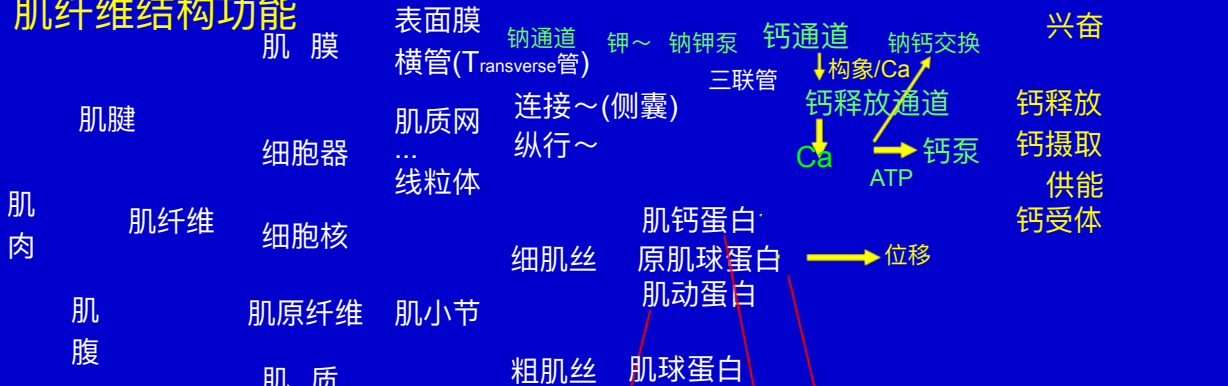 肌纤维结构功能
表面膜
横管(Transverse管)
肌 膜
钠通道 钾～ 钠钾泵 钙通道 钠钙交换
兴奋
三联管
构象/Ca
肌腱
细胞器
肌质网
...
线粒体
连接～(侧囊)
纵行～
钙释放通道
钙释放
Ca
钙泵
ATP
钙摄取
供能
肌
肉
肌纤维
细胞核
肌钙蛋白
钙受体
细肌丝
原肌球蛋白
位移
肌动蛋白
肌
腹
肌原纤维
肌小节
粗肌丝
肌球蛋白
肌 质